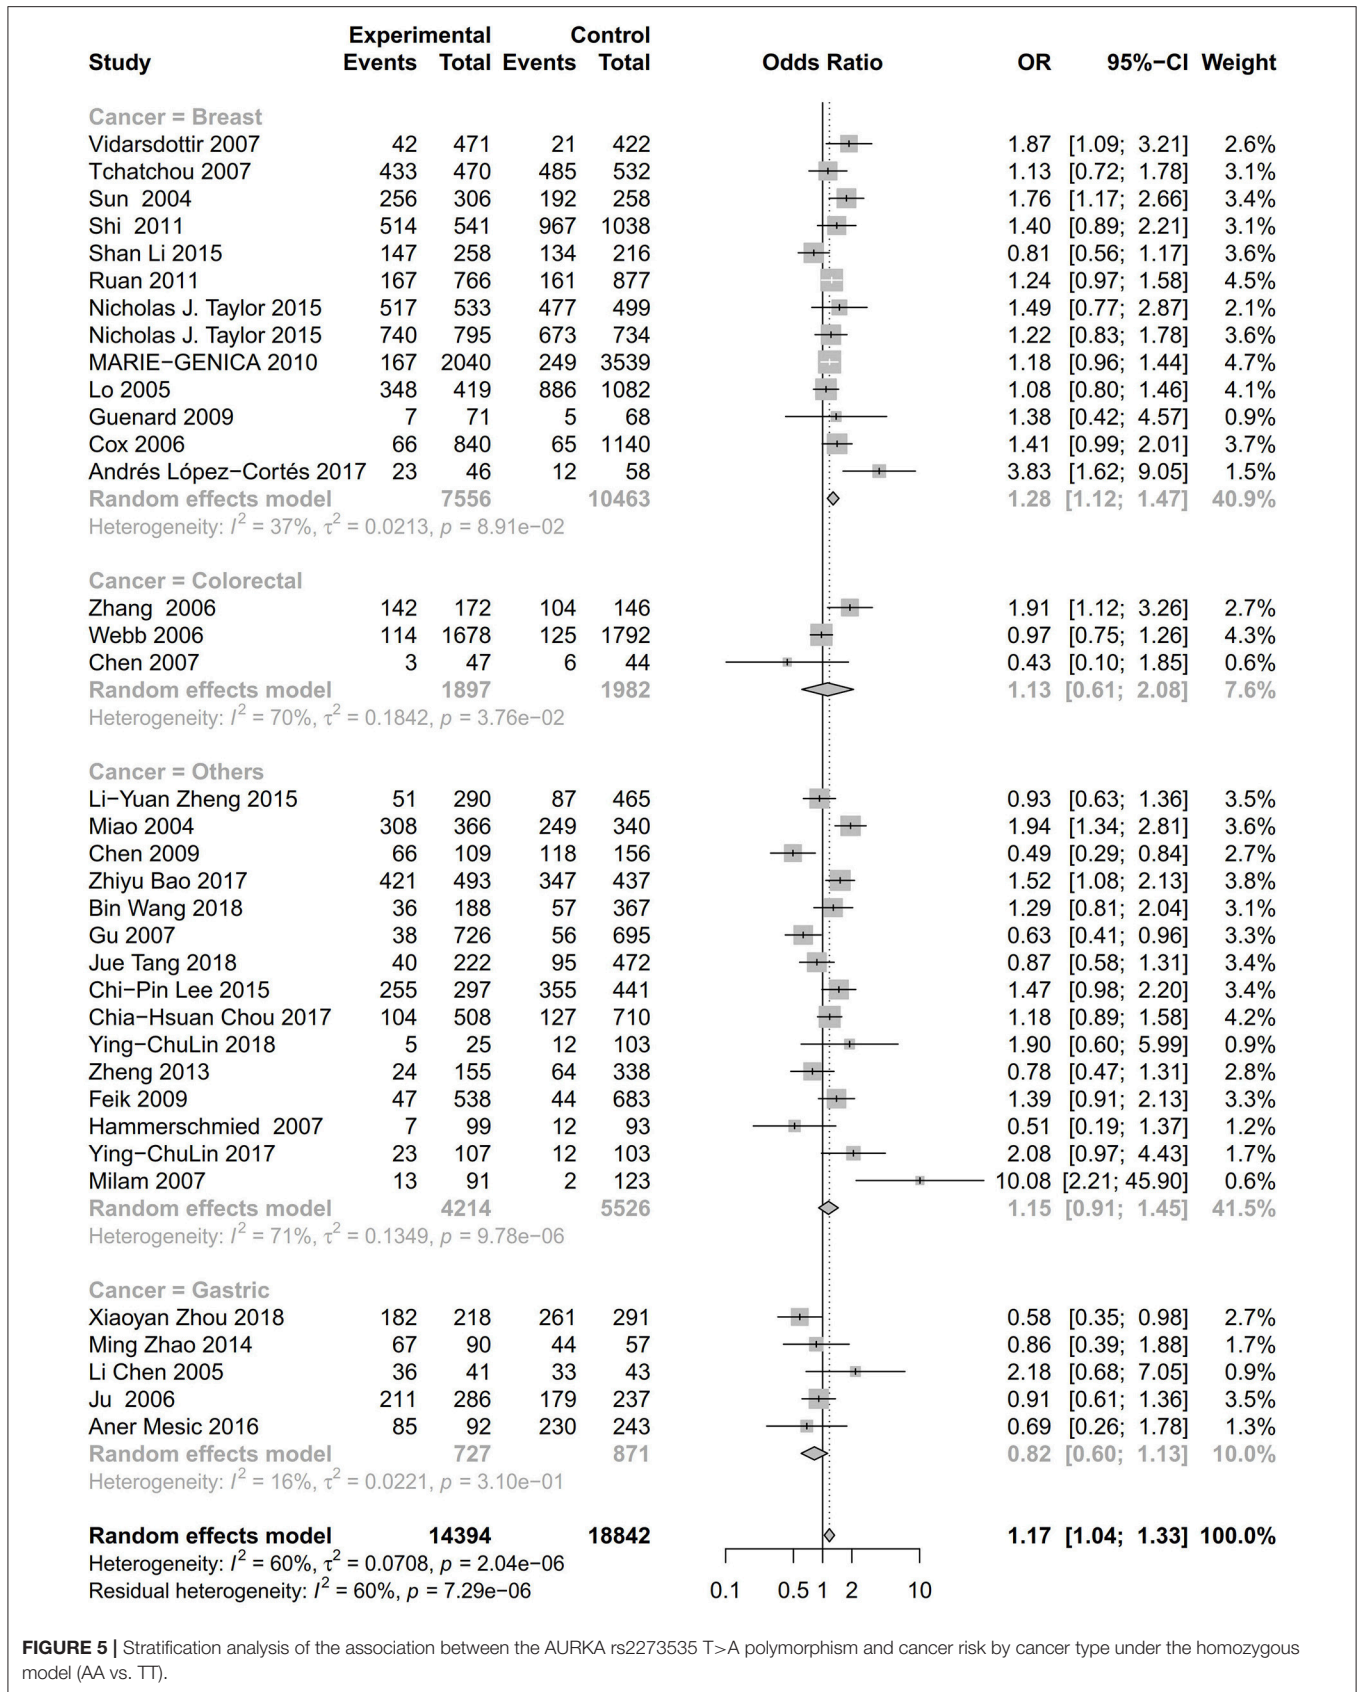 Experimental Control
Study Events Total Events Total Odds Ratio OR 95%−CI Weight
Cancer = Breast
Vidarsdottir 2007 42 471 21 422 1.87 [1.09; 3.21] 2.6%
Tchatchou 2007 433 470 485 532 1.13 [0.72; 1.78] 3.1%
Sun 2004 256 306 192 258 1.76 [1.17; 2.66] 3.4%
Shi 2011 514 541 967 1038 1.40 [0.89; 2.21] 3.1%
Shan Li 2015 147 258 134 216 0.81 [0.56; 1.17] 3.6%
Ruan 2011 167 766 161 877 1.24 [0.97; 1.58] 4.5%
Nicholas J. Taylor 2015 517 533 477 499 1.49 [0.77; 2.87] 2.1%
Nicholas J. Taylor 2015 740 795 673 734 1.22 [0.83; 1.78] 3.6%
MARIE−GENICA 2010 167 2040 249 3539 1.18 [0.96; 1.44] 4.7%
Lo 2005 348 419 886 1082 1.08 [0.80; 1.46] 4.1%
Guenard 2009 7 71 5 68 1.38 [0.42; 4.57] 0.9%
Cox 2006 66 840 65 1140 1.41 [0.99; 2.01] 3.7%
Andrés López−Cortés 2017 23 46 12 58 3.83 [1.62; 9.05] 1.5%
Random effects model 7556 10463 1.28 [1.12; 1.47] 40.9%
Heterogeneity: I² = 37%, τ² = 0.0213, p = 8.91e−02
Cancer = Colorectal
Zhang 2006 142 172 104 146 1.91 [1.12; 3.26] 2.7%
Webb 2006 114 1678 125 1792 0.97 [0.75; 1.26] 4.3%
Chen 2007 3 47 6 44 0.43 [0.10; 1.85] 0.6%
Random effects model 1897 1982 1.13 [0.61; 2.08] 7.6%
Heterogeneity: I² = 70%, τ² = 0.1842, p = 3.76e−02
Cancer = Others
Li−Yuan Zheng 2015 51 290 87 465 0.93 [0.63; 1.36] 3.5%
Miao 2004 308 366 249 340 1.94 [1.34; 2.81] 3.6%
Chen 2009 66 109 118 156 0.49 [0.29; 0.84] 2.7%
Zhiyu Bao 2017 421 493 347 437 1.52 [1.08; 2.13] 3.8%
Bin Wang 2018 36 188 57 367 1.29 [0.81; 2.04] 3.1%
Gu 2007 38 726 56 695 0.63 [0.41; 0.96] 3.3%
Jue Tang 2018 40 222 95 472 0.87 [0.58; 1.31] 3.4%
Chi−Pin Lee 2015 255 297 355 441 1.47 [0.98; 2.20] 3.4%
Chia−Hsuan Chou 2017 104 508 127 710 1.18 [0.89; 1.58] 4.2%
Ying−ChuLin 2018 5 25 12 103 1.90 [0.60; 5.99] 0.9%
Zheng 2013 24 155 64 338 0.78 [0.47; 1.31] 2.8%
Feik 2009 47 538 44 683 1.39 [0.91; 2.13] 3.3%
Hammerschmied 2007 7 99 12 93 0.51 [0.19; 1.37] 1.2%
Ying−ChuLin 2017 23 107 12 103 2.08 [0.97; 4.43] 1.7%
Milam 2007 13 91 2 123 10.08 [2.21; 45.90] 0.6%
Random effects model 4214 5526 1.15 [0.91; 1.45] 41.5%
Heterogeneity: I² = 71%, τ² = 0.1349, p = 9.78e−06
Cancer = Gastric
Xiaoyan Zhou 2018 182 218 261 291 0.58 [0.35; 0.98] 2.7%
Ming Zhao 2014 67 90 44 57 0.86 [0.39; 1.88] 1.7%
Li Chen 2005 36 41 33 43 2.18 [0.68; 7.05] 0.9%
Ju 2006 211 286 179 237 0.91 [0.61; 1.36] 3.5%
Aner Mesic 2016 85 92 230 243 0.69 [0.26; 1.78] 1.3%
Random effects model 727 871 0.82 [0.60; 1.13] 10.0%
Heterogeneity: I² = 16%, τ² = 0.0221, p = 3.10e−01
Random effects model 14394 18842 1.17 [1.04; 1.33] 100.0%
Heterogeneity: I² = 60%, τ² = 0.0708, p = 2.04e−06
Residual heterogeneity: I² = 60%, p = 7.29e−06
0.1 0.5 1 2 10
FIGURE 5 | Stratification analysis of the association between the AURKA rs2273535 T>A polymorphism and cancer risk by cancer type under the homozygous
model (AA vs. TT).